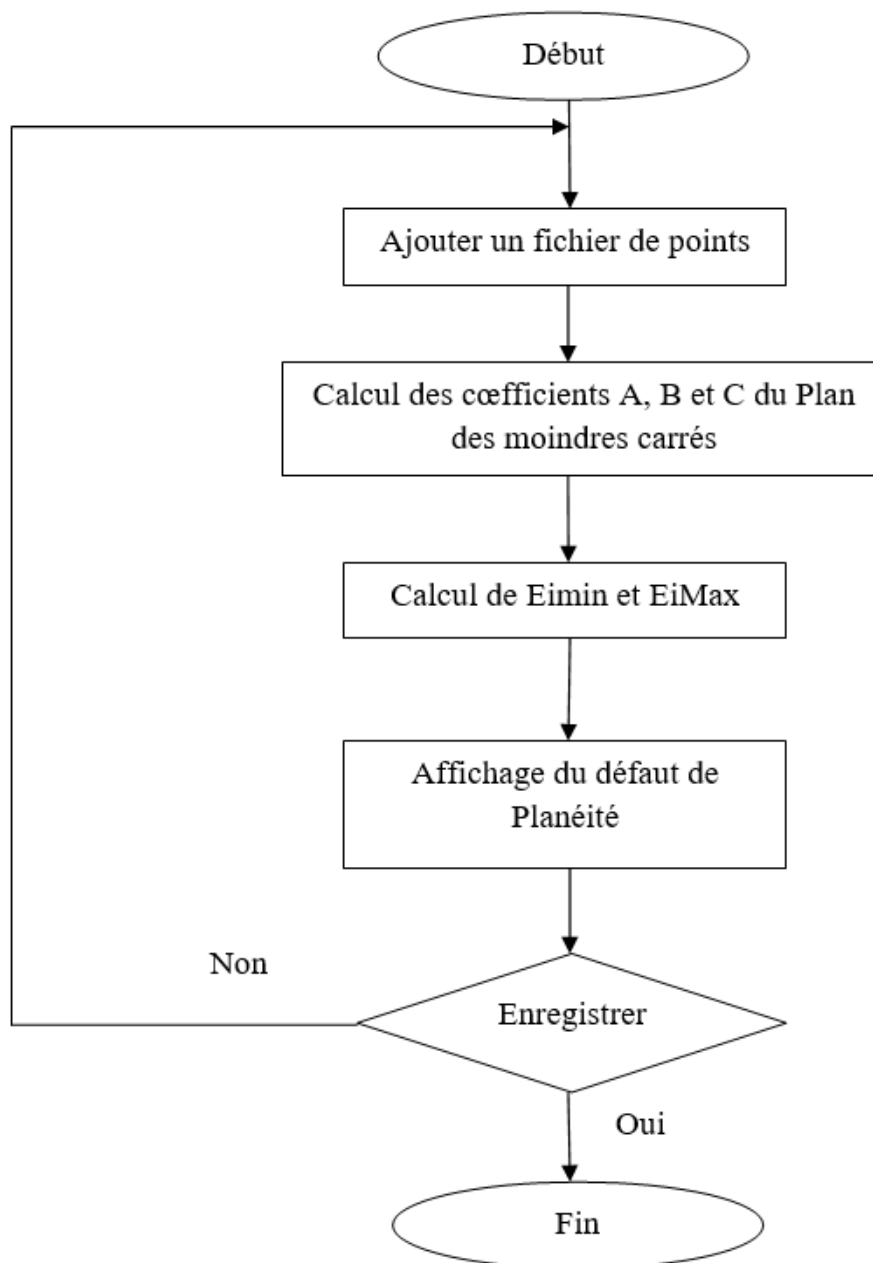 Début
Ajouter un fichier de points
Calcul des cœfficients A, B et C du Plan
des moindres carrés
Calcul de Eimin et EiMax
Affichage du défaut de
Planéité
Non
Enregistrer
Oui
Fin